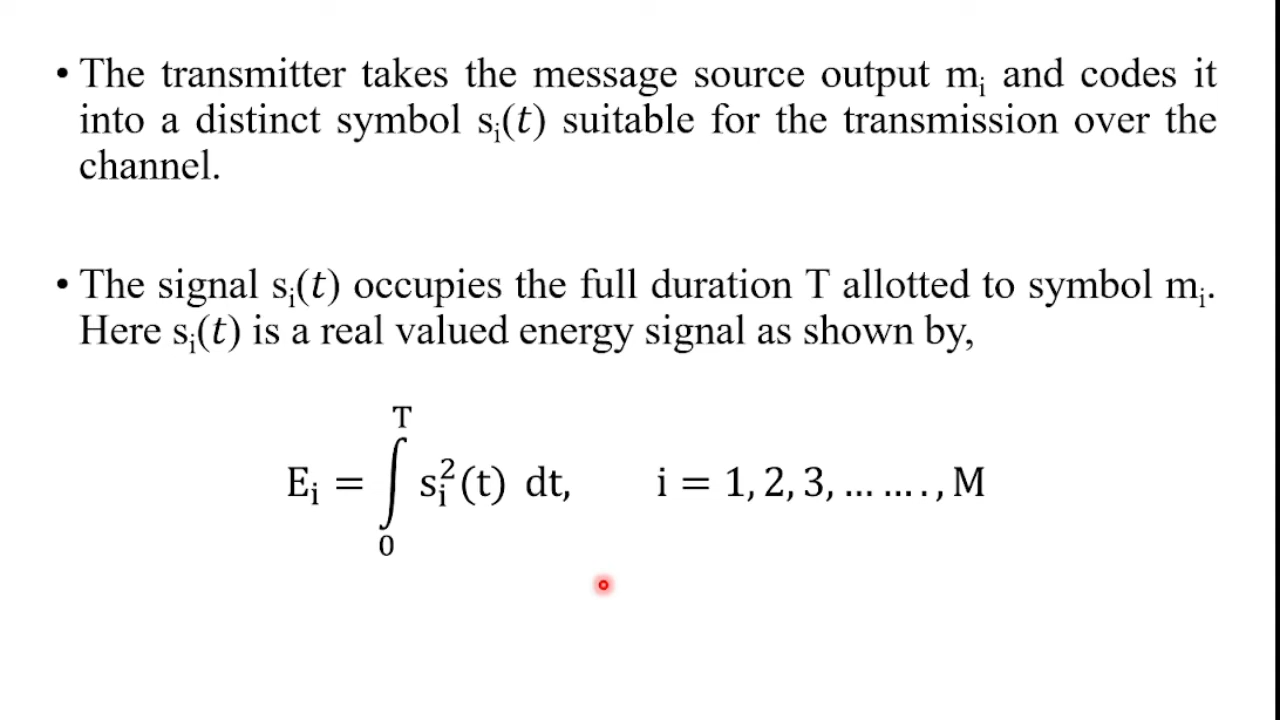 • The transmitter takes the message source output mᵢ and codes it
into a distinct symbol sᵢ(t) suitable for the transmission over the
channel.
• The signal sᵢ(t) occupies the full duration T allotted to symbol mᵢ.
Here sᵢ(t) is a real valued energy signal as shown by,
Eᵢ = ∫₀ᵀ sᵢ²(t) dt, i = 1, 2, 3, … … . , M